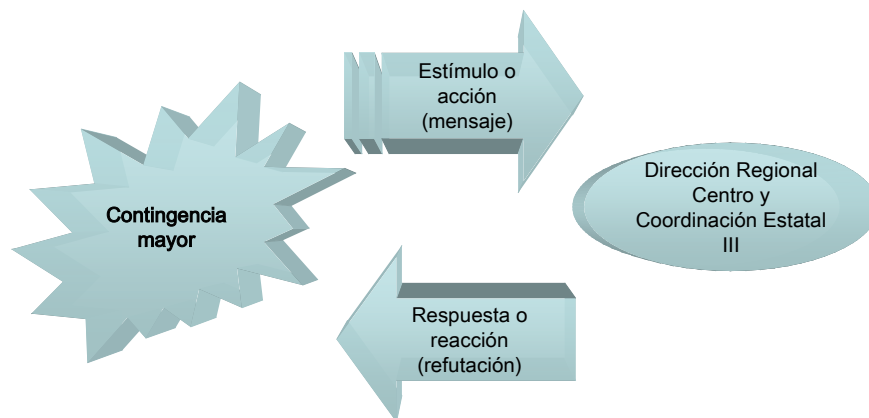 Estímulo o
acción
(mensaje)
Contingencia
mayor
Dirección Regional
Centro y
Coordinación Estatal
III
Respuesta o
reacción
(refutación)